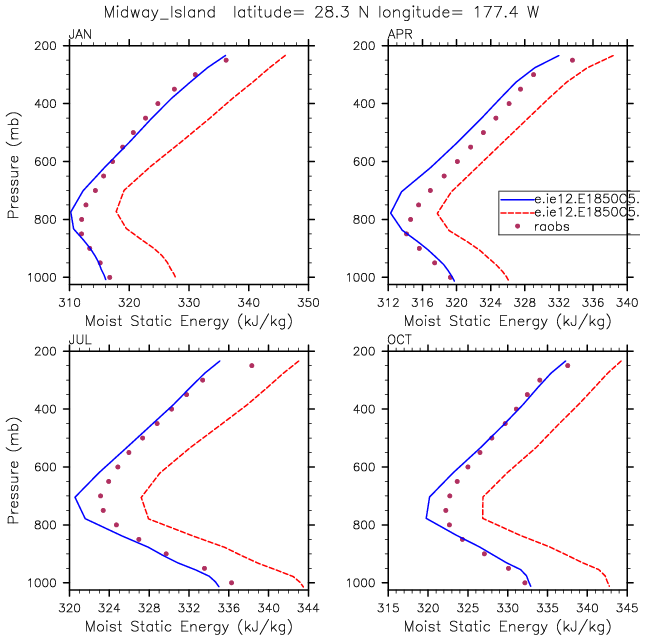 Midway_Island latitude= 28.3 N longitude= 177.4 W
JAN
APR
200
400
600
800
1000
Pressure (mb)
310 320 330 340 350
Moist Static Energy (kJ/kg)
200
400
600
800
1000
312 316 320 324 328 332 336 340
Moist Static Energy (kJ/kg)
e.ie12.E1850C5.
e.ie12.E1850C5.
raobs
JUL
OCT
200
400
600
800
1000
Pressure (mb)
320 324 328 332 336 340 344
Moist Static Energy (kJ/kg)
200
400
600
800
1000
315 320 325 330 335 340 345
Moist Static Energy (kJ/kg)